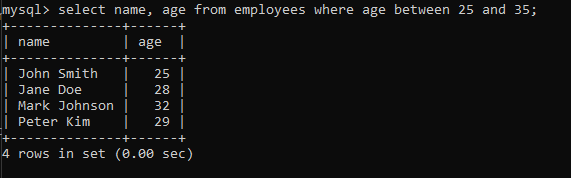 mysql> select name, age from employees where age between 25 and 35;
+--------------+------+
| name         | age  |
+--------------+------+
| John Smith   |   25 |
| Jane Doe     |   28 |
| Mark Johnson |   32 |
| Peter Kim    |   29 |
+--------------+------+
4 rows in set (0.00 sec)